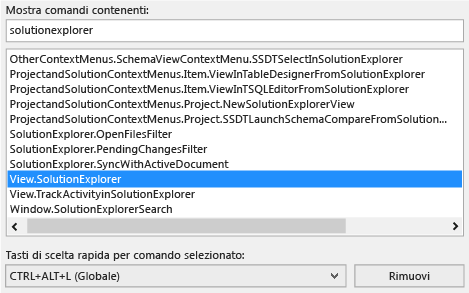 Mostra comandi contenenti:
solutionexplorer
OtherContextMenus.SchemaViewContextMenu.SSDTSelectInSolutionExplorer
ProjectandSolutionContextMenus.Item.ViewInTableDesignerFromSolutionExplorer
ProjectandSolutionContextMenus.Item.ViewInTSQLEditorFromSolutionExplorer
ProjectandSolutionContextMenus.Project.NewSolutionExplorerView
ProjectandSolutionContextMenus.Project.SSDTLaunchSchemaCompareFromSolution...
SolutionExplorer.OpenFilesFilter
SolutionExplorer.PendingChangesFilter
SolutionExplorer.SyncWithActiveDocument
View.SolutionExplorer
View.TrackActivityinSolutionExplorer
Window.SolutionExplorerSearch
Tasti di scelta rapida per comando selezionato:
CTRL+ALT+L (Globale) Rimuovi